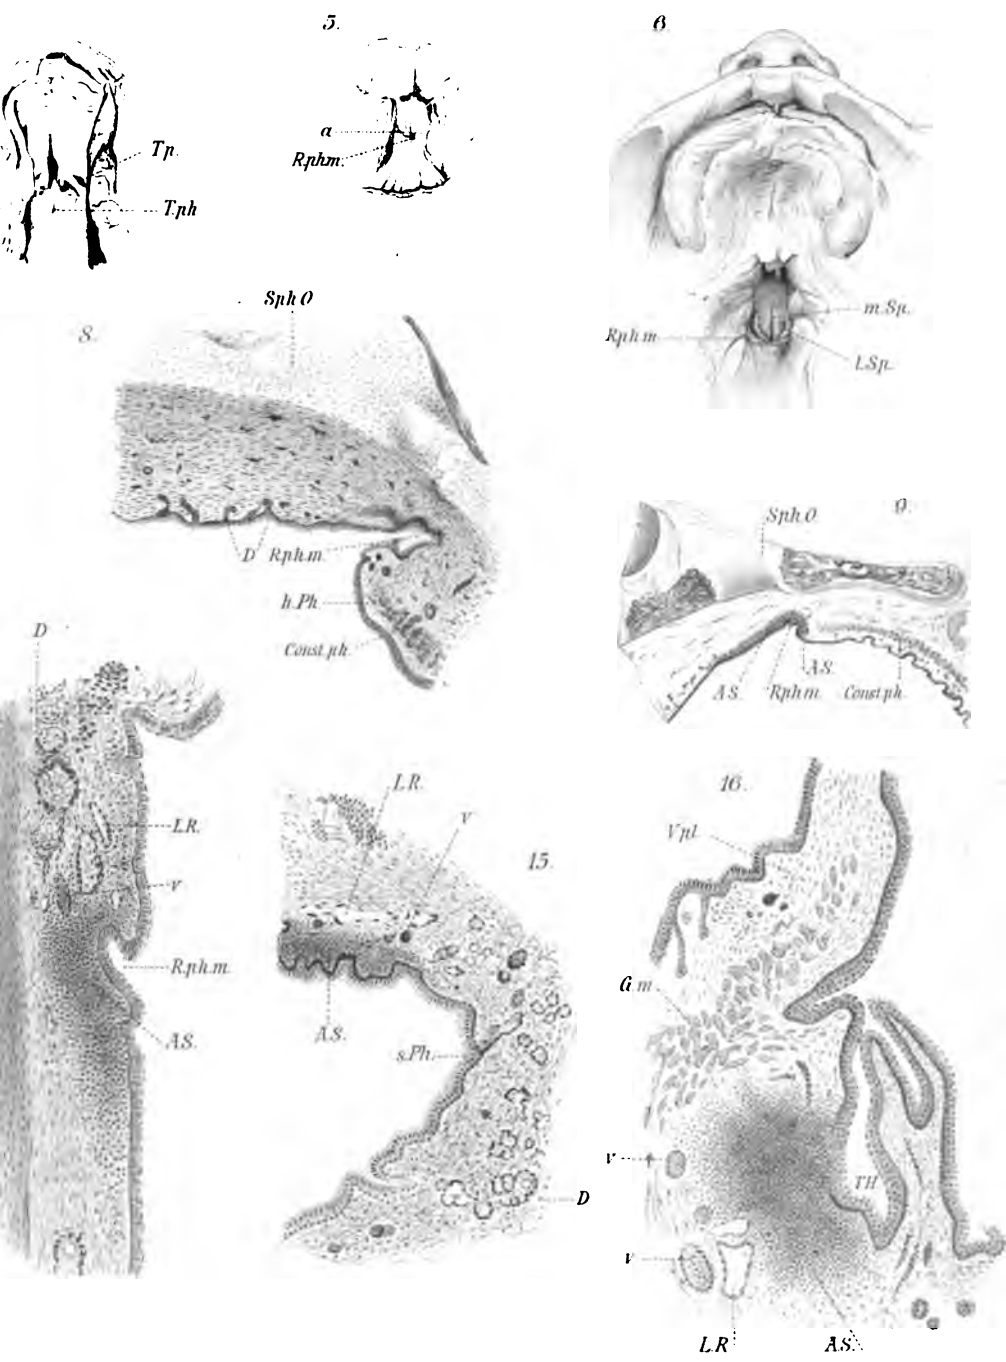 5.
6.
a
R.ph.m.
T.p.
T.ph
m.Sp.
R.ph.m
l.Sp.
Sph O
8.
D
R.ph.m.
h.Ph
Const.ph.
Sph.O
9.
A.S.
A.S.
R.ph.m
Const.ph.
D
L.R.
v
R.ph.m.
A.S.
L.R.
v
15.
A.S.
s.Ph.
D
16.
V.pl.
G.m.
v
TH
v
L.R
A.S.